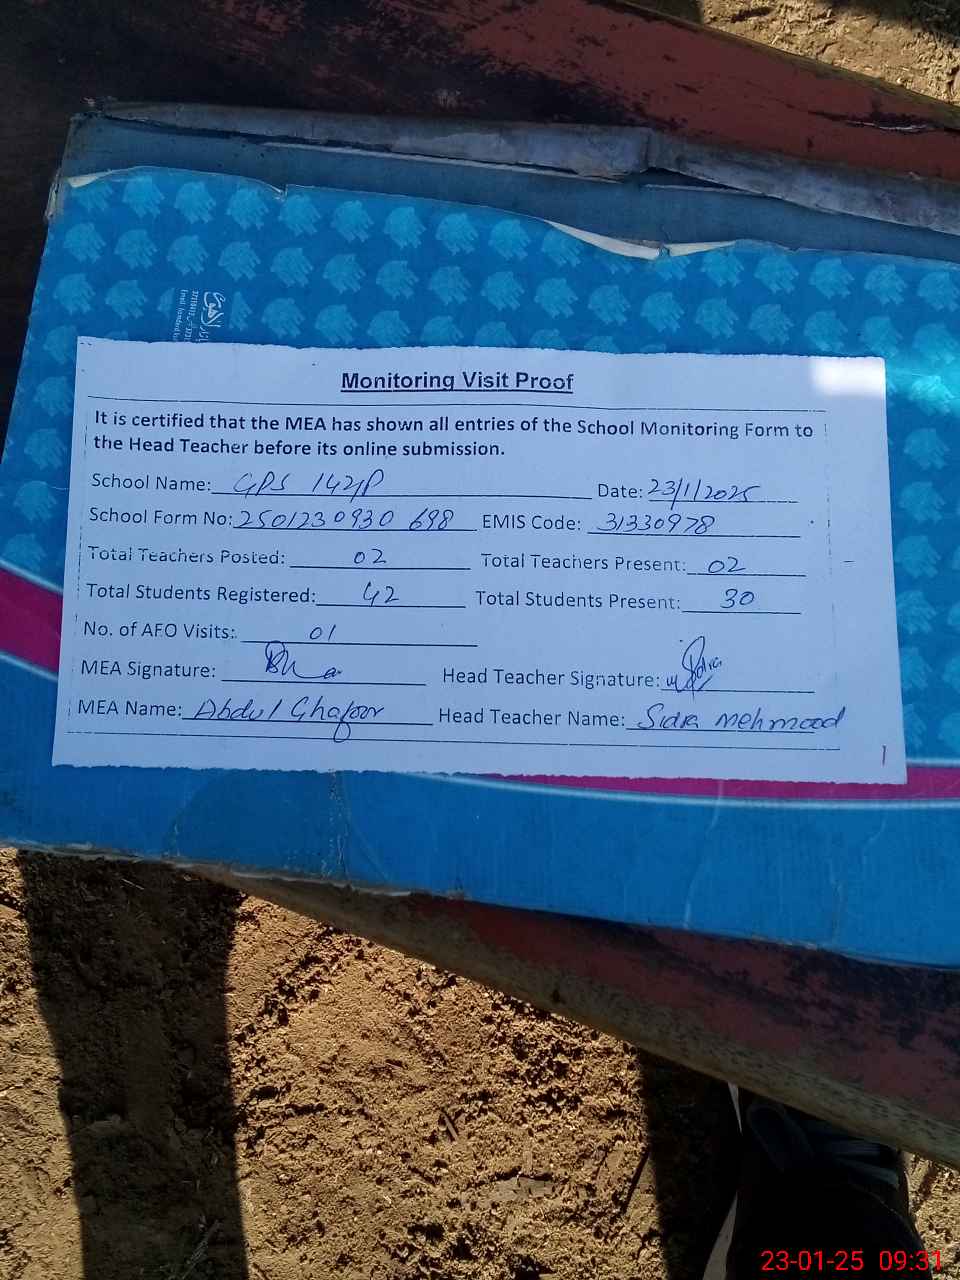 Monitoring Visit Proof
It is certified that the MEA has shown all entries of the School Monitoring Form to
the Head Teacher before its online submission.
School Name: GPS 142/P Date: 23/1/2025
School Form No: 2501230930 698 EMIS Code: 31330978
Total Teachers Posted: 02 Total Teachers Present: 02
Total Students Registered: 42 Total Students Present: 30
No. of AFO Visits: 01
MEA Signature: Head Teacher Signature:
MEA Name: Abdul Ghafoor Head Teacher Name: Sidra Mehmood
23-01-25 09:31